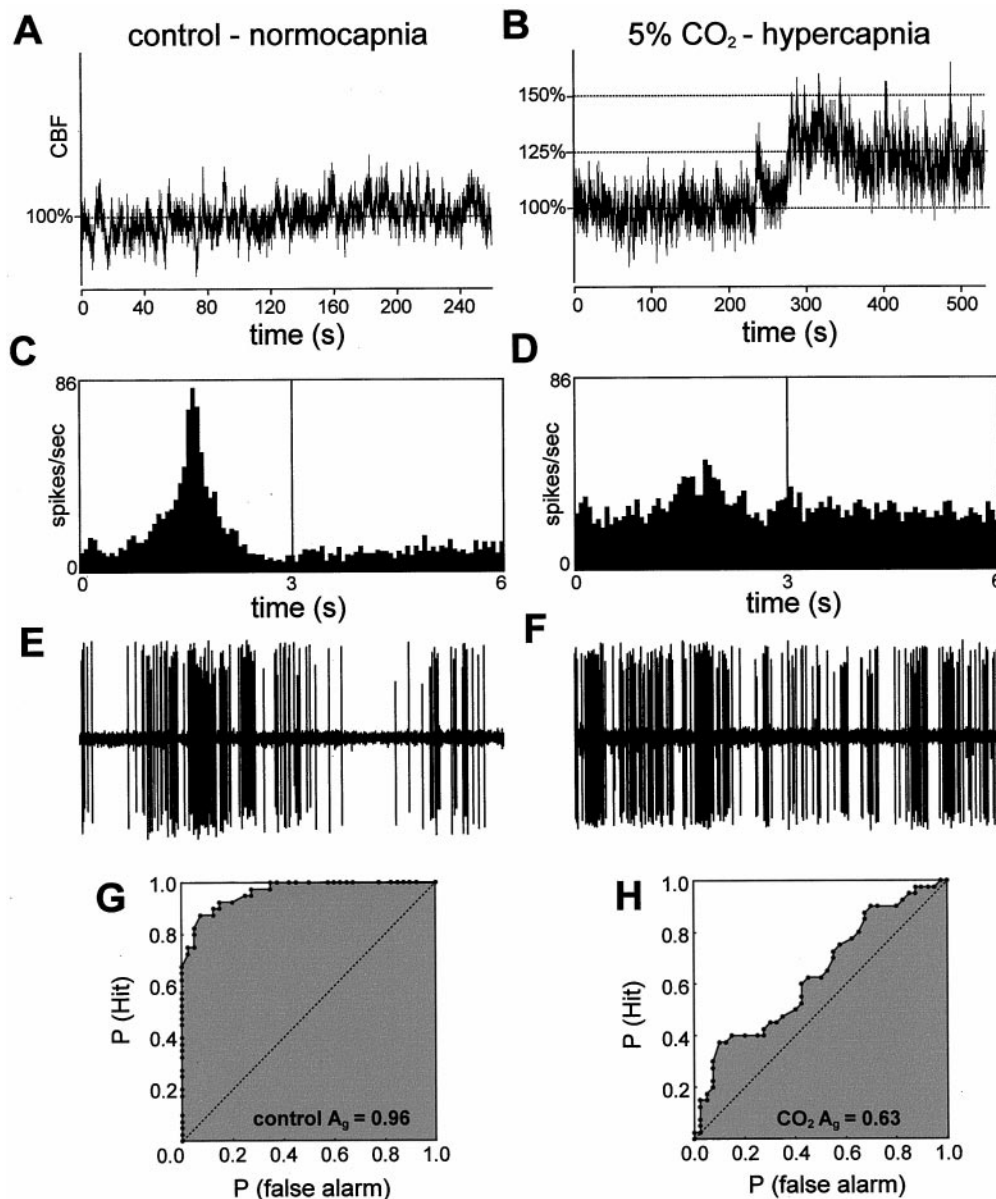 A control - normocapnia
B 5% CO₂ - hypercapnia
CBF
100%
0 40 80 120 160 200 240
time (s)
150%
125%
100%
0 100 200 300 400 500
time (s)
C
86
spikes/sec
0
0 3 6
time (s)
D
86
spikes/sec
0
0 3 6
time (s)
E
F
G
1.0
0.8
0.6
0.4
0.2
P (Hit)
control Ag = 0.96
0.0 0.2 0.4 0.6 0.8 1.0
P (false alarm)
H
1.0
0.8
0.6
0.4
0.2
P (Hit)
CO₂ Ag = 0.63
0.0 0.2 0.4 0.6 0.8 1.0
P (false alarm)